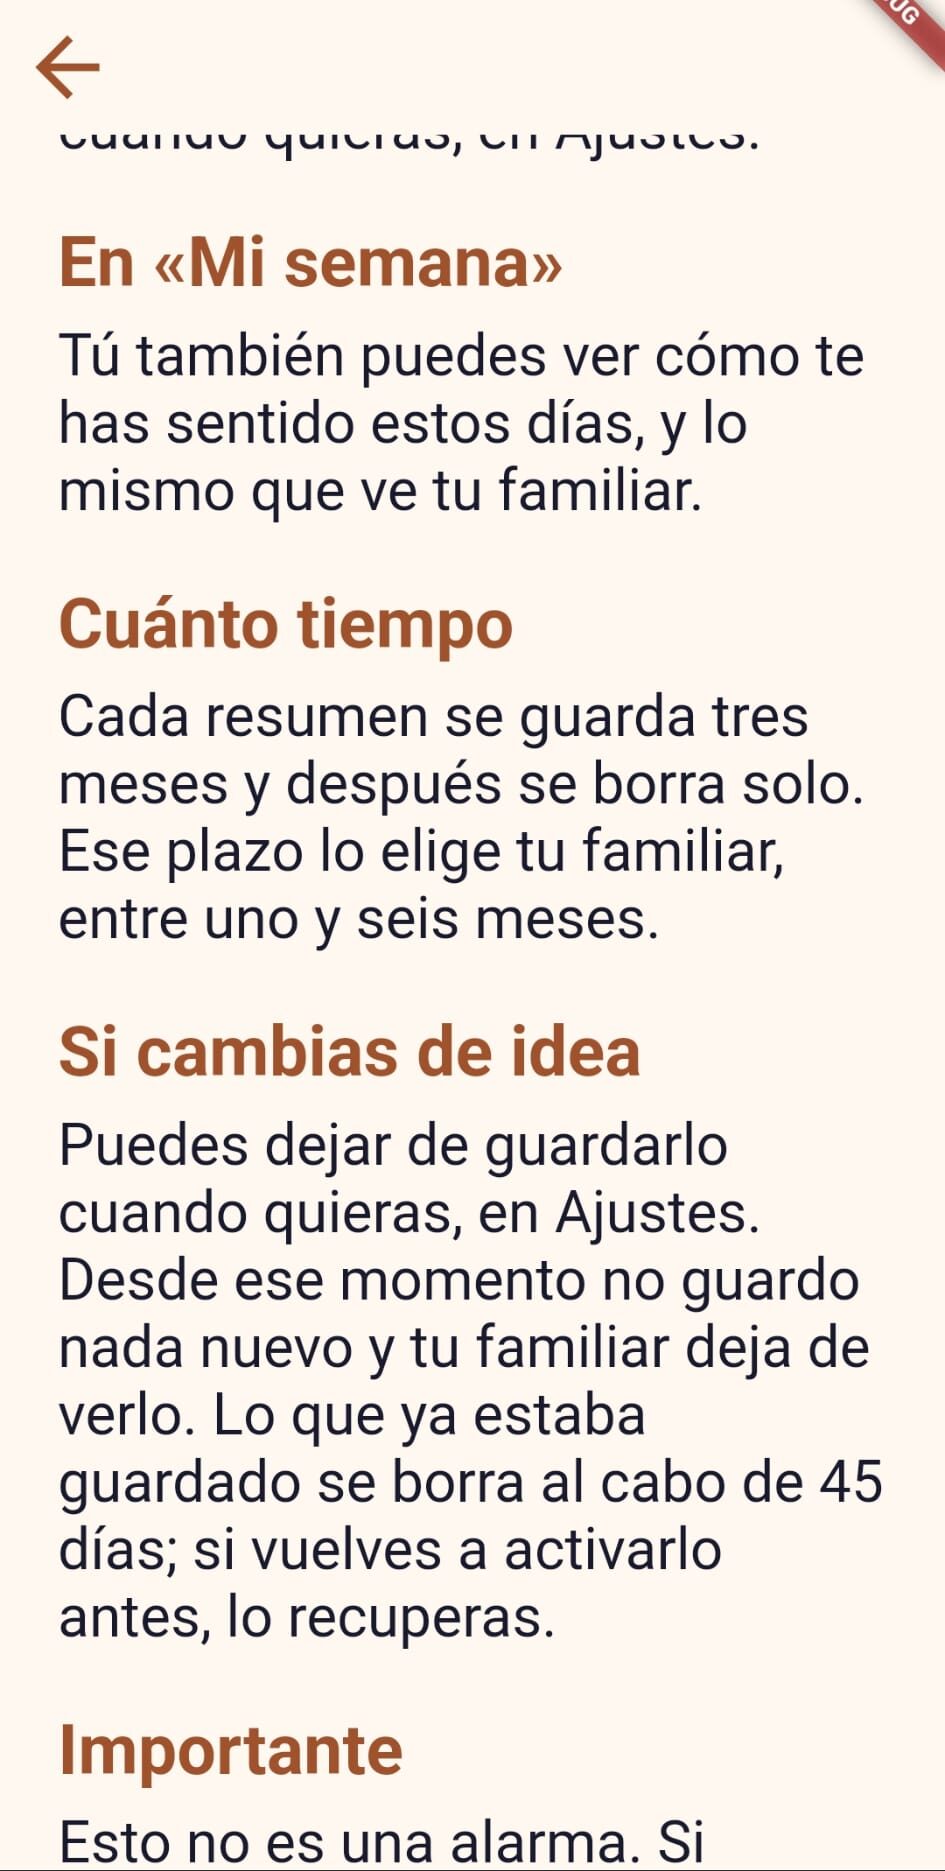 cuando quieras, en Ajustes.
En «Mi semana»
Tú también puedes ver cómo te
has sentido estos días, y lo
mismo que ve tu familiar.
Cuánto tiempo
Cada resumen se guarda tres
meses y después se borra solo.
Ese plazo lo elige tu familiar,
entre uno y seis meses.
Si cambias de idea
Puedes dejar de guardarlo
cuando quieras, en Ajustes.
Desde ese momento no guardo
nada nuevo y tu familiar deja de
verlo. Lo que ya estaba
guardado se borra al cabo de 45
días; si vuelves a activarlo
antes, lo recuperas.
Importante
Esto no es una alarma. Si